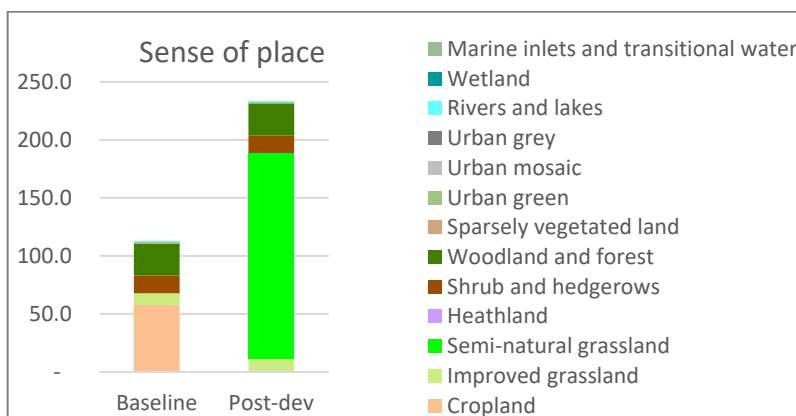 Sense of place
250.0
200.0
150.0
100.0
50.0
-
Baseline
Post-dev
Marine inlets and transitional water
Wetland
Rivers and lakes
Urban grey
Urban mosaic
Urban green
Sparsely vegetated land
Woodland and forest
Shrub and hedgerows
Heathland
Semi-natural grassland
Improved grassland
Cropland